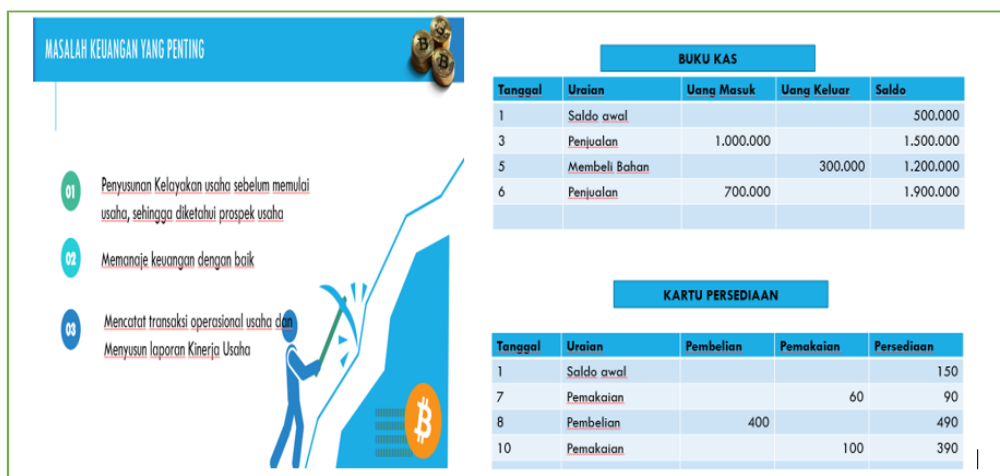 MASALAH KEUANGAN YANG PENTING
01
Penyusunan Kelayakan usaha sebelum memulai
usaha, sehingga diketahui prospek usaha
02
Memanaje keuangan dengan baik
03
Mencatat transaksi operasional usaha dan
Menyusun laporan Kinerja Usaha
BUKU KAS
Tanggal Uraian Uang Masuk Uang Keluar Saldo
1 Saldo awal 500.000
3 Penjualan 1.000.000 1.500.000
5 Membeli Bahan 300.000 1.200.000
6 Penjualan 700.000 1.900.000
KARTU PERSEDIAAN
Tanggal Uraian Pembelian Pemakaian Persediaan
1 Saldo awal 150
7 Pemakaian 60 90
8 Pembelian 400 490
10 Pemakaian 100 390